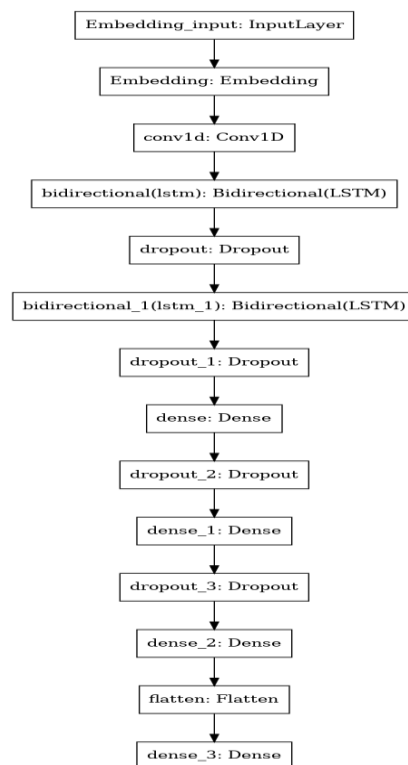 Embedding_input: InputLayer
Embedding: Embedding
conv1d: Conv1D
bidirectional(lstm): Bidirectional(LSTM)
dropout: Dropout
bidirectional_1(lstm_1): Bidirectional(LSTM)
dropout_1: Dropout
dense: Dense
dropout_2: Dropout
dense_1: Dense
dropout_3: Dropout
dense_2: Dense
flatten: Flatten
dense_3: Dense